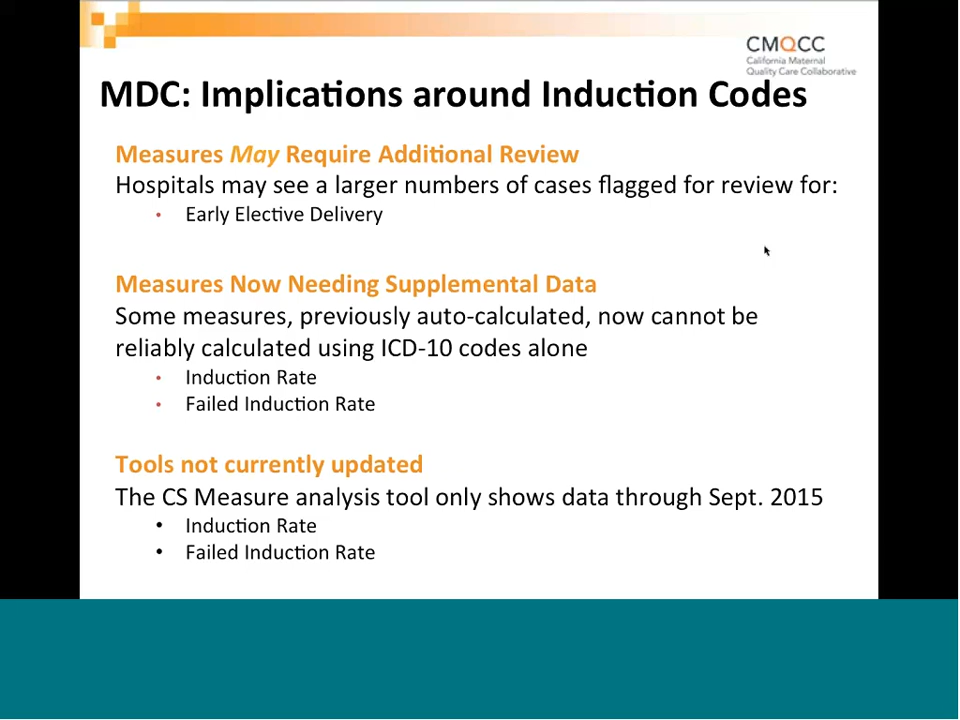 CMQCC
California Maternal
Quality Care Collaborative
MDC: Implications around Induction Codes
Measures May Require Additional Review
Hospitals may see a larger numbers of cases flagged for review for:
• Early Elective Delivery
Measures Now Needing Supplemental Data
Some measures, previously auto-calculated, now cannot be
reliably calculated using ICD-10 codes alone
• Induction Rate
• Failed Induction Rate
Tools not currently updated
The CS Measure analysis tool only shows data through Sept. 2015
• Induction Rate
• Failed Induction Rate